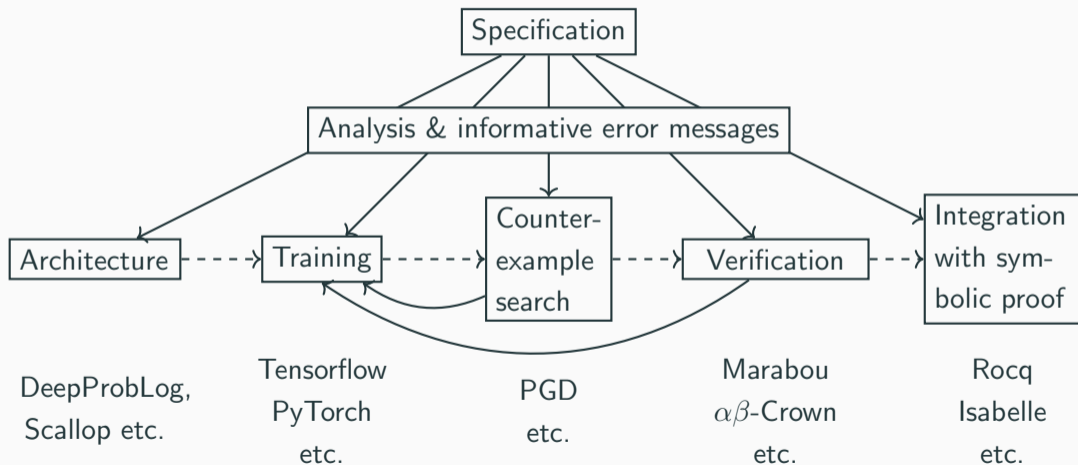 Specification
Analysis & informative error messages
Architecture
Training
Counter-
example
search
Verification
Integration
with sym-
bolic proof
DeepProbLog,
Scallop etc.
Tensorflow
PyTorch
etc.
PGD
etc.
Marabou
αβ-Crown
etc.
Rocq
Isabelle
etc.